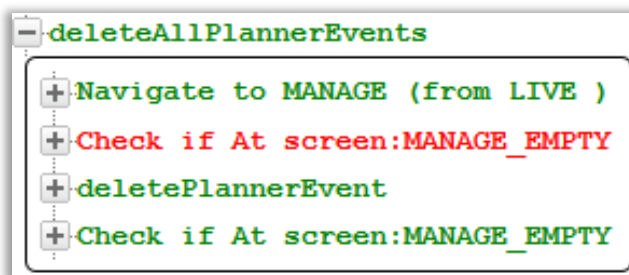 deleteAllPlannerEvents
Navigate to MANAGE (from LIVE )
Check if At screen:MANAGE_EMPTY
deletePlannerEvent
Check if At screen:MANAGE_EMPTY